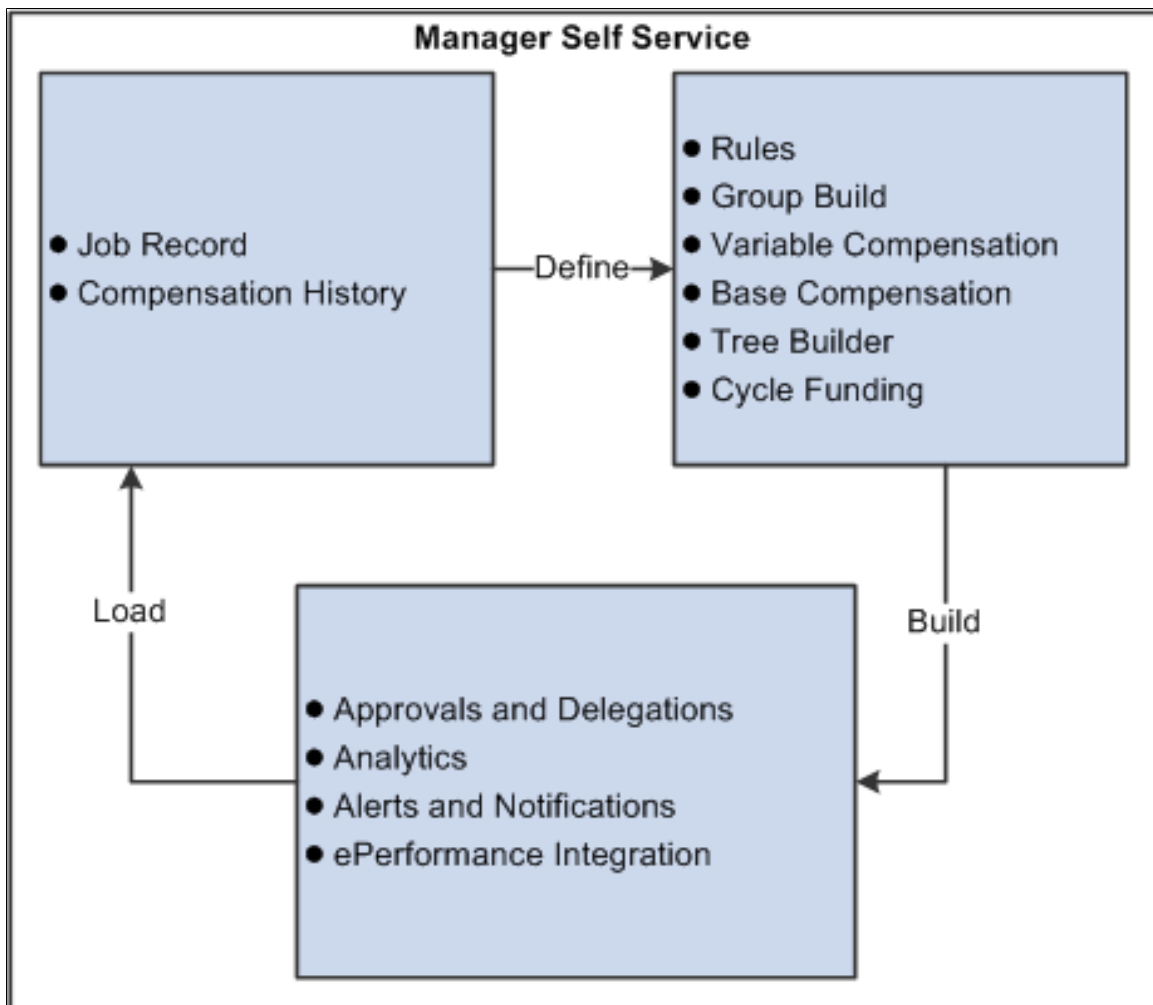 Manager Self Service
● Job Record
● Compensation History
Define
● Rules
● Group Build
● Variable Compensation
● Base Compensation
● Tree Builder
● Cycle Funding
Load
Build
● Approvals and Delegations
● Analytics
● Alerts and Notifications
● ePerformance Integration